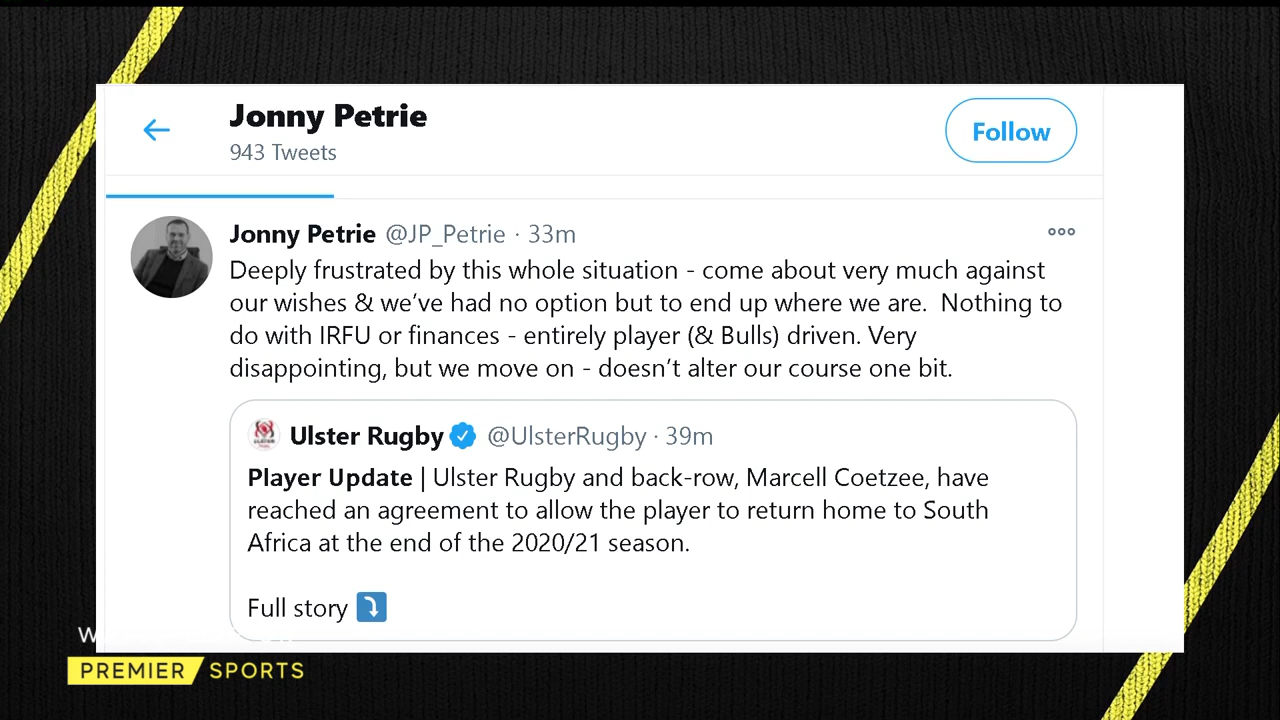 Jonny Petrie
943 Tweets
Follow
Jonny Petrie @JP_Petrie · 33m
Deeply frustrated by this whole situation - come about very much against
our wishes & we've had no option but to end up where we are. Nothing to
do with IRFU or finances - entirely player (& Bulls) driven. Very
disappointing, but we move on - doesn't alter our course one bit.
Ulster Rugby @UlsterRugby · 39m
Player Update | Ulster Rugby and back-row, Marcell Coetzee, have
reached an agreement to allow the player to return home to South
Africa at the end of the 2020/21 season.
Full story
PREMIER SPORTS